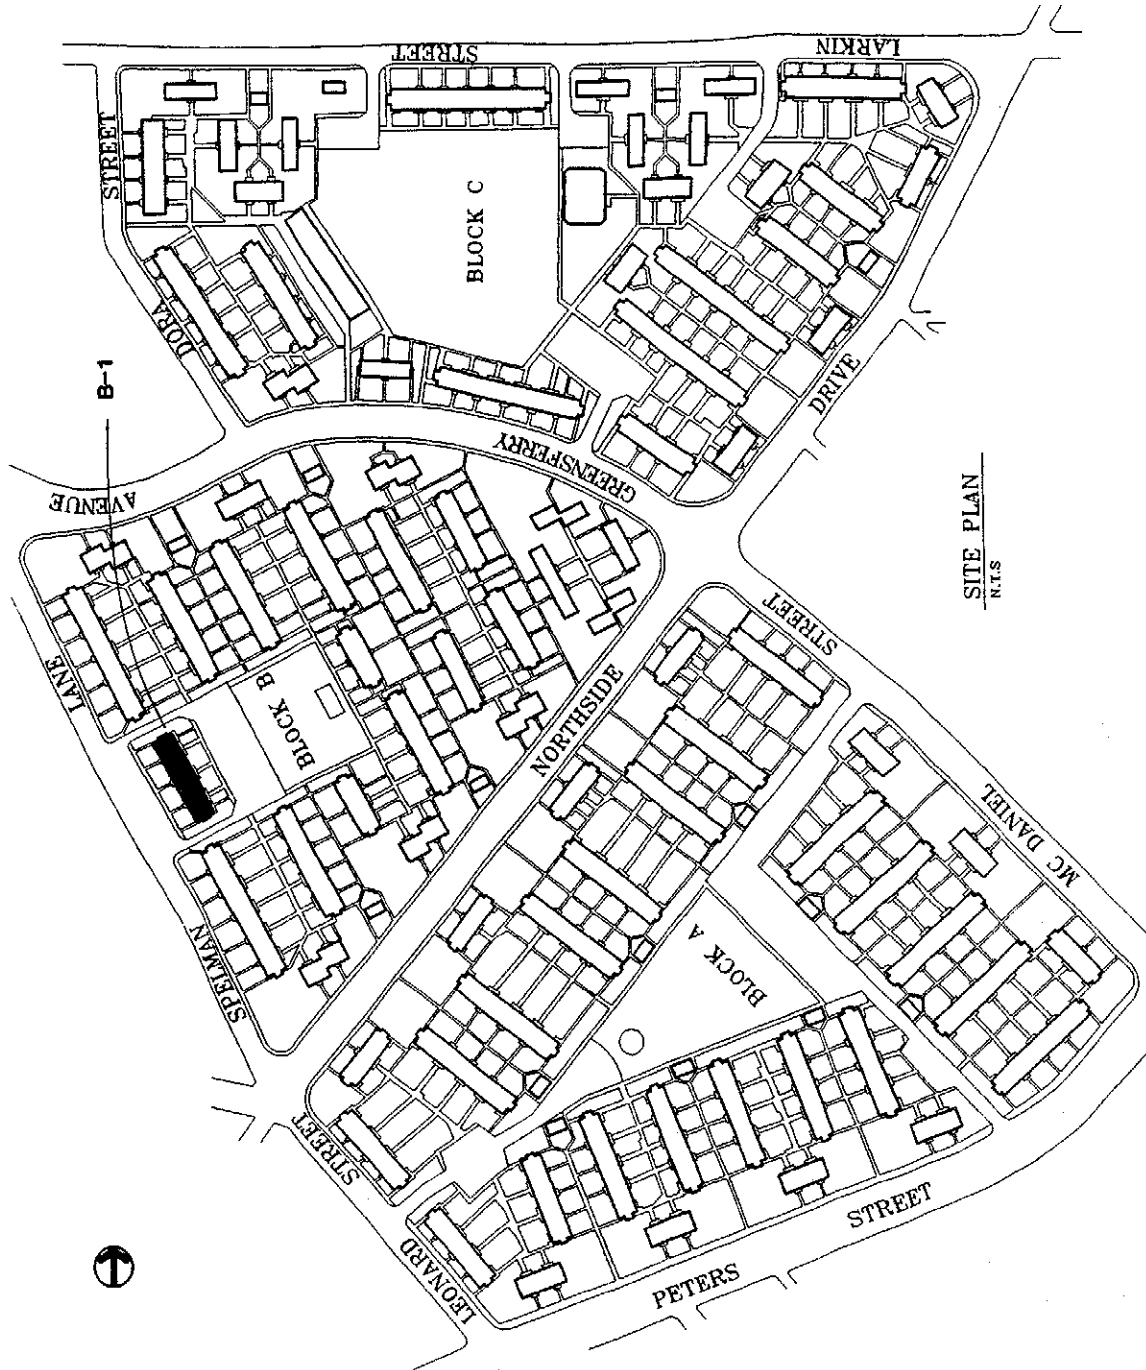 LARKIN STREET
STREET
DORA
B-1
BLOCK C
GREENSFERRY
AVENUE
DRIVE
LANE
BLOCK B
NORTHSIDE
SITE PLAN
N.T.S
STREET
MC DANIEL
SPELMAN
BLOCK A
STREET
LEONARD
PETERS STREET